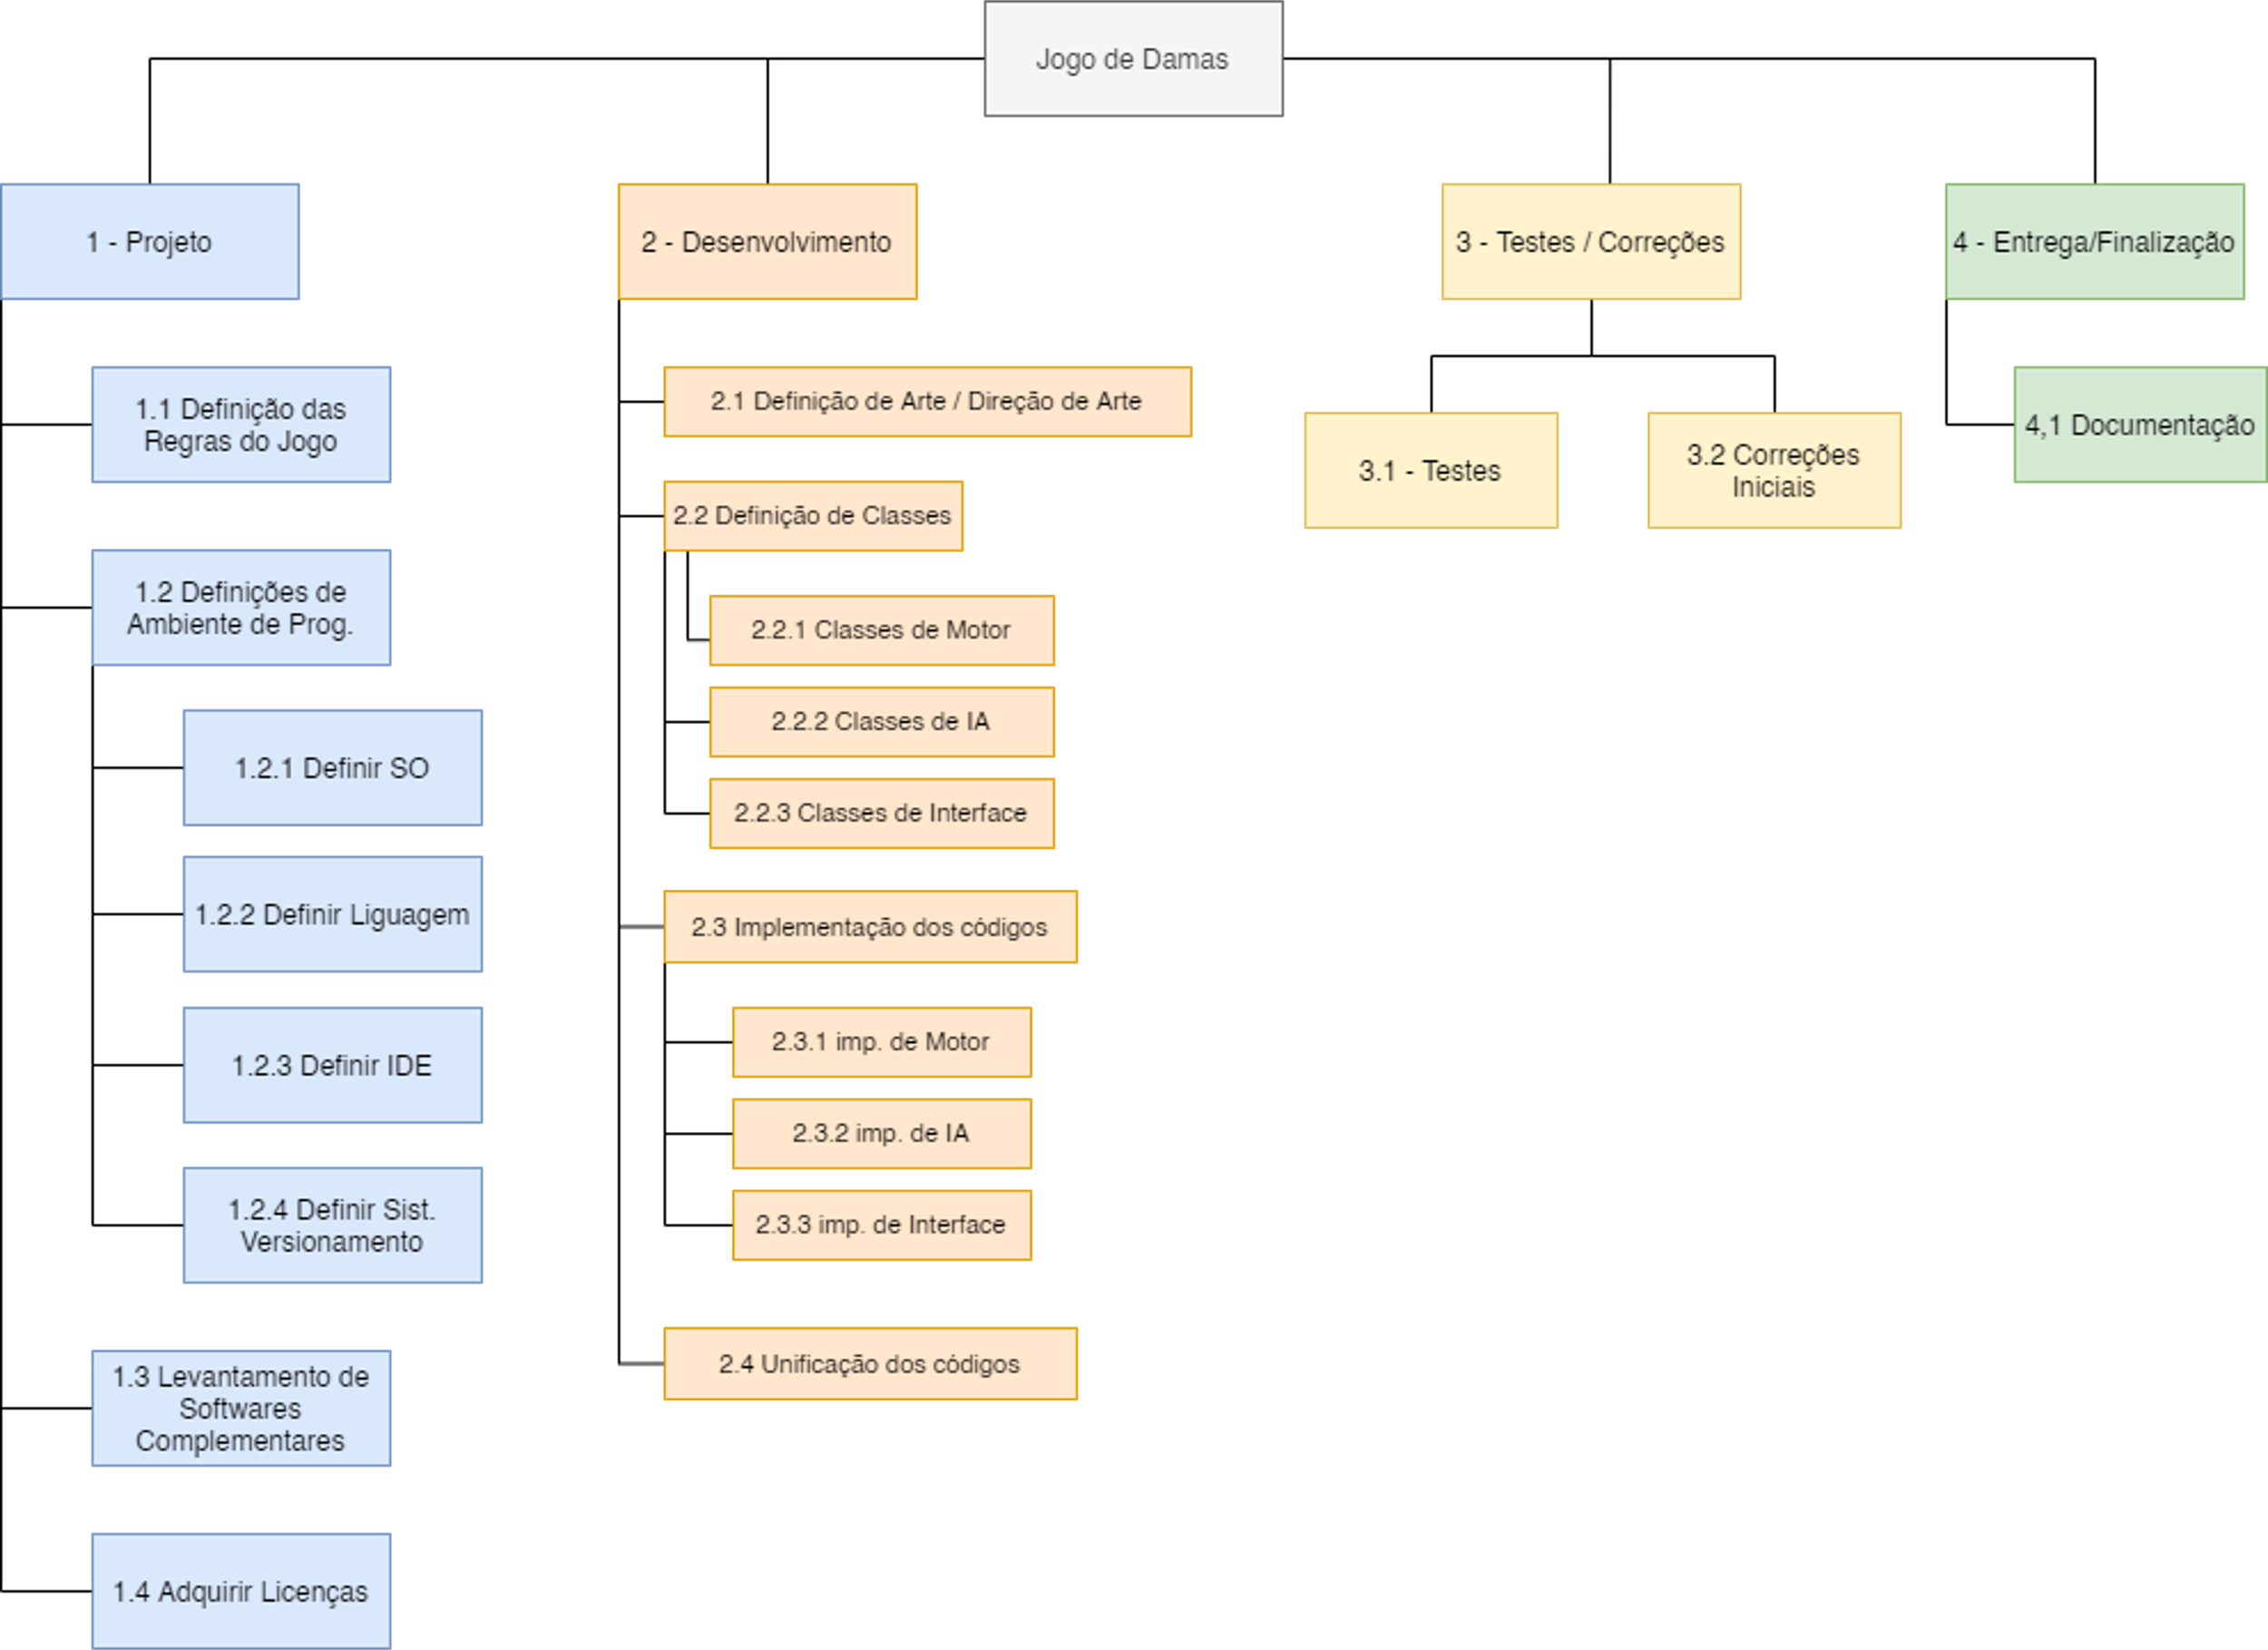 Jogo de Damas
1 - Projeto
1.1 Definição das
Regras do Jogo
1.2 Definições de
Ambiente de Prog.
1.2.1 Definir SO
1.2.2 Definir Liguagem
1.2.3 Definir IDE
1.2.4 Definir Sist.
Versionamento
1.3 Levantamento de
Softwares
Complementares
1.4 Adquirir Licenças
2 - Desenvolvimento
2.1 Definição de Arte / Direção de Arte
2.2 Definição de Classes
2.2.1 Classes de Motor
2.2.2 Classes de IA
2.2.3 Classes de Interface
2.3 Implementação dos códigos
2.3.1 imp. de Motor
2.3.2 imp. de IA
2.3.3 imp. de Interface
2.4 Unificação dos códigos
3 - Testes / Correções
3.1 - Testes
3.2 Correções
Iniciais
4 - Entrega/Finalização
4,1 Documentação